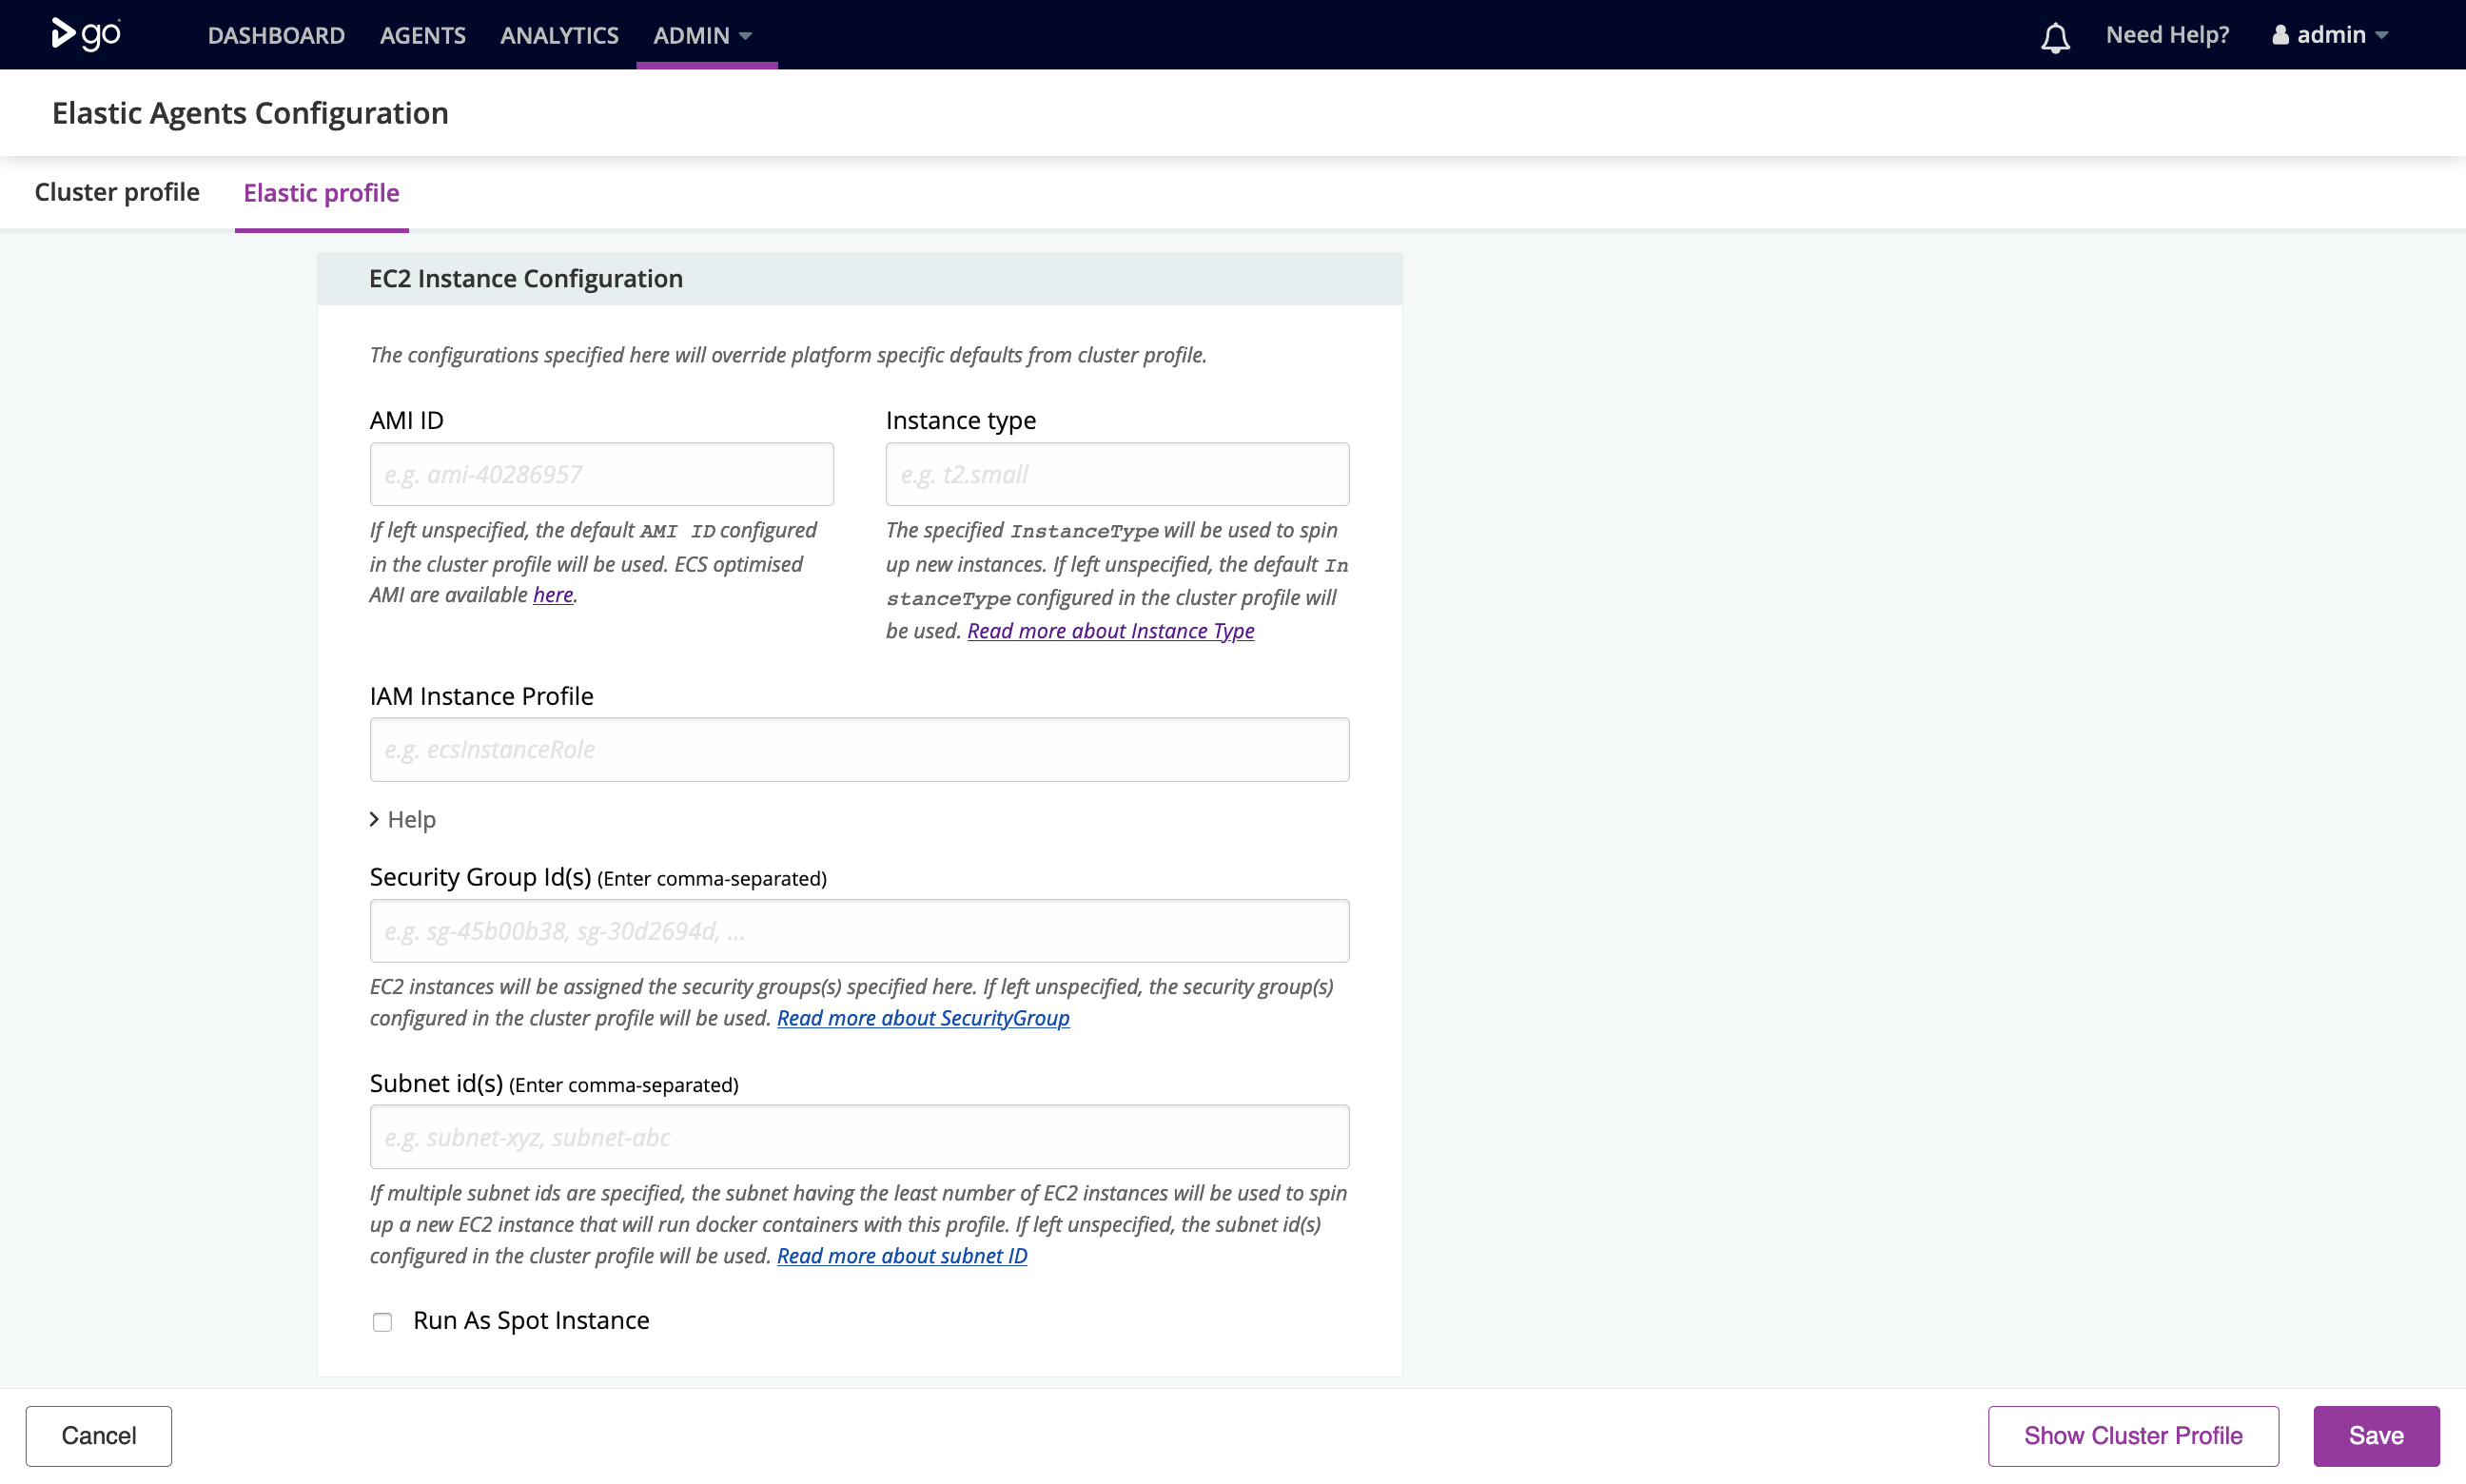 go DASHBOARD AGENTS ANALYTICS ADMIN Need Help? admin
Elastic Agents Configuration
Cluster profile Elastic profile
EC2 Instance Configuration
The configurations specified here will override platform specific defaults from cluster profile.
AMI ID
e.g. ami-40286957
If left unspecified, the default AMI ID configured
in the cluster profile will be used. ECS optimised
AMI are available here.
Instance type
e.g. t2.small
The specified InstanceType will be used to spin
up new instances. If left unspecified, the default In
stanceType configured in the cluster profile will
be used. Read more about Instance Type
IAM Instance Profile
e.g. ecsInstanceRole
Help
Security Group Id(s) (Enter comma-separated)
e.g. sg-45b00b38, sg-30d2694d, ...
EC2 instances will be assigned the security groups(s) specified here. If left unspecified, the security group(s)
configured in the cluster profile will be used. Read more about SecurityGroup
Subnet id(s) (Enter comma-separated)
e.g. subnet-xyz, subnet-abc
If multiple subnet ids are specified, the subnet having the least number of EC2 instances will be used to spin
up a new EC2 instance that will run docker containers with this profile. If left unspecified, the subnet id(s)
configured in the cluster profile will be used. Read more about subnet ID
Run As Spot Instance
Cancel Show Cluster Profile Save